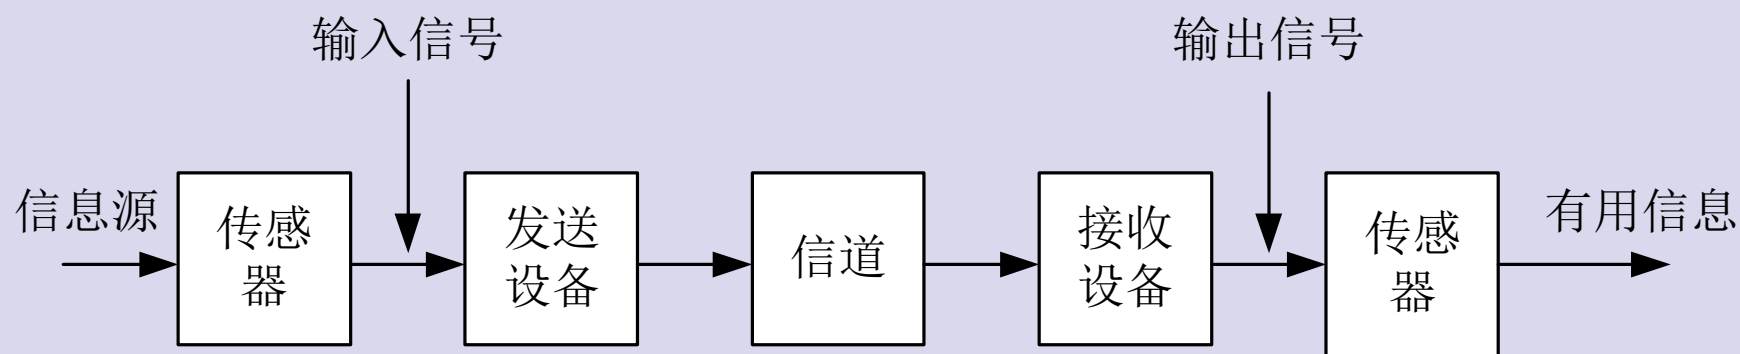 输入信号
输出信号
信息源
传感
器
发送
设备
信道
接收
设备
传感
器
有用信息